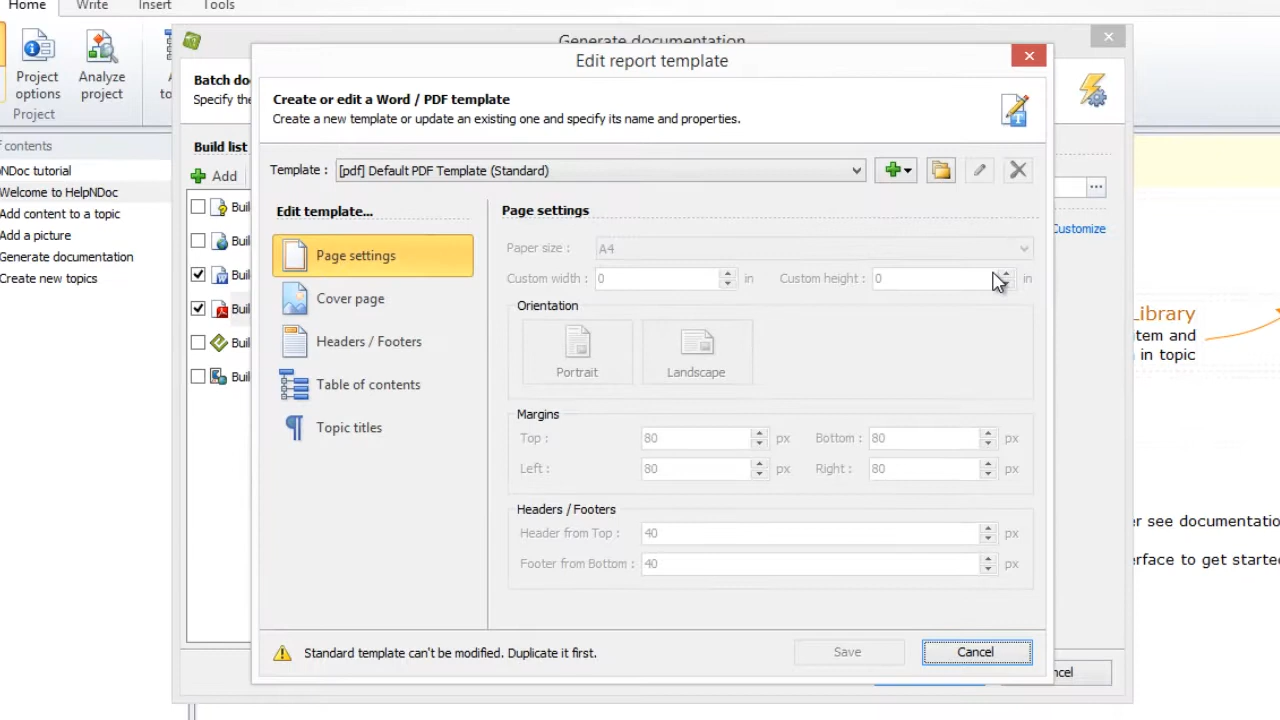 Home Write Insert Tools
Generate documentation
Edit report template
Project options
Analyze project
Project
Batch do
Specify the
Create or edit a Word / PDF template
Create a new template or update an existing one and specify its name and properties.
contents
NDoc tutorial
Welcome to HelpNDoc
Add content to a topic
Add a picture
Generate documentation
Create new topics
Build list
Add
Buil
Buil
Buil
Buil
Buil
Buil
Template : [pdf] Default PDF Template (Standard)
Edit template...
Page settings
Cover page
Headers / Footers
Table of contents
Topic titles
Page settings
Paper size : A4
Custom width : 0 in Custom height : 0 in
Orientation
Portrait Landscape
Margins
Top : 80 px Bottom : 80 px
Left : 80 px Right : 80 px
Headers / Footers
Header from Top : 40 px
Footer from Bottom : 40 px
Standard template can't be modified. Duplicate it first.
Save Cancel
...
Customize
Library
tem and
in topic
er see documentatio
erface to get starte
cel